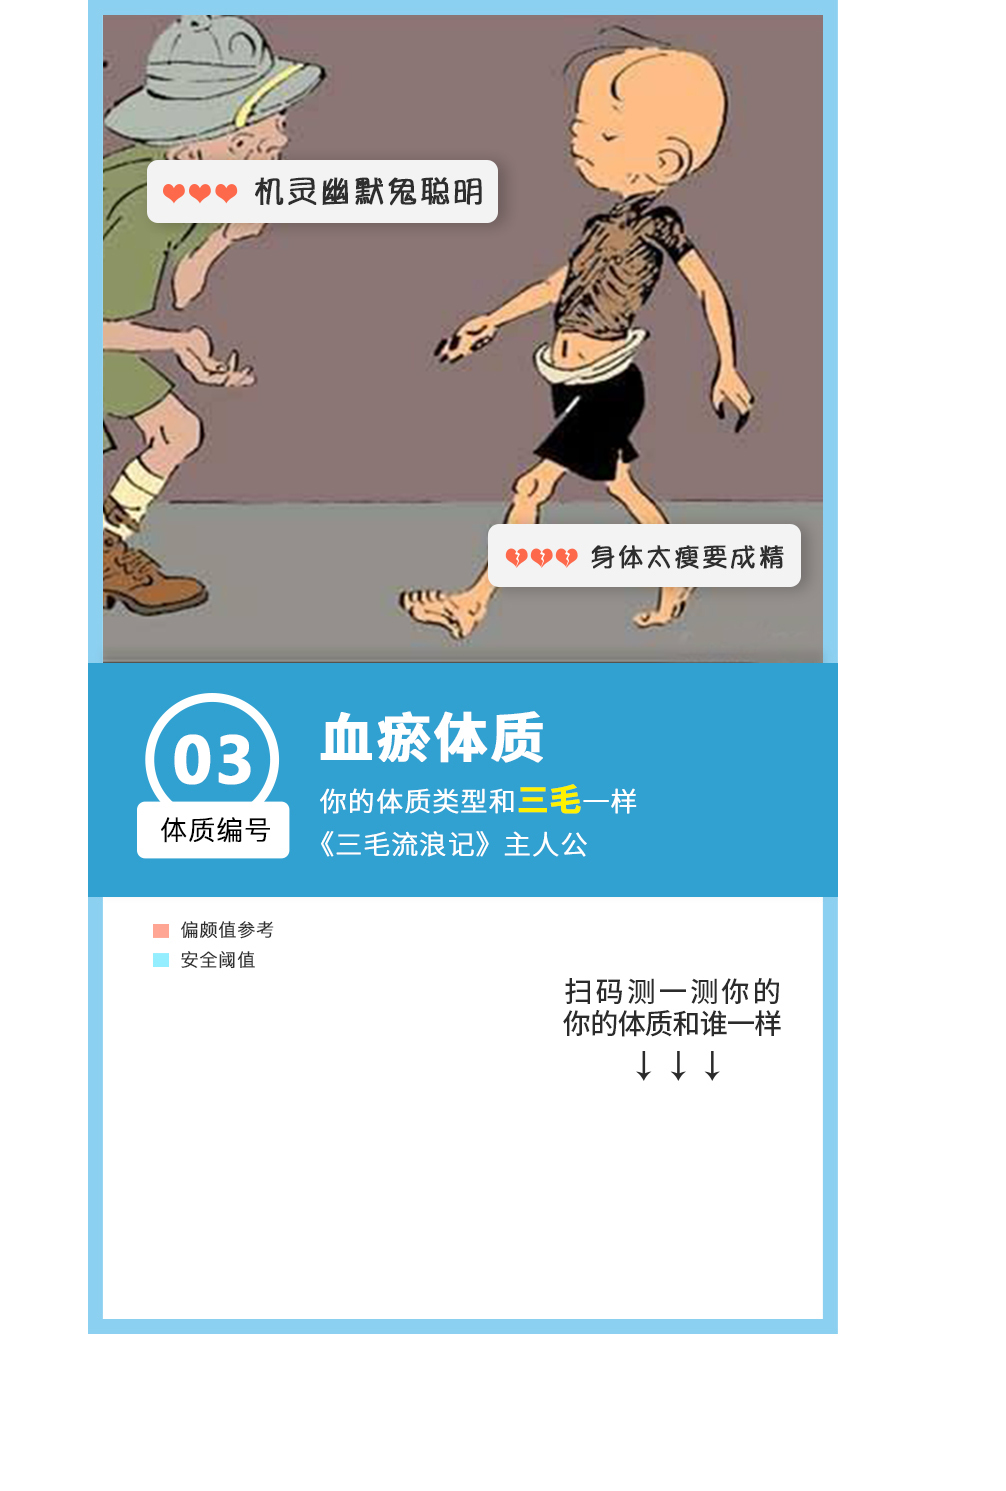 机灵幽默鬼聪明
身体太瘦要成精
03
体质编号
血瘀体质
你的体质类型和三毛一样
《三毛流浪记》主人公
偏颇值参考
安全阈值
扫码测一测你的
你的体质和谁一样
↓ ↓ ↓